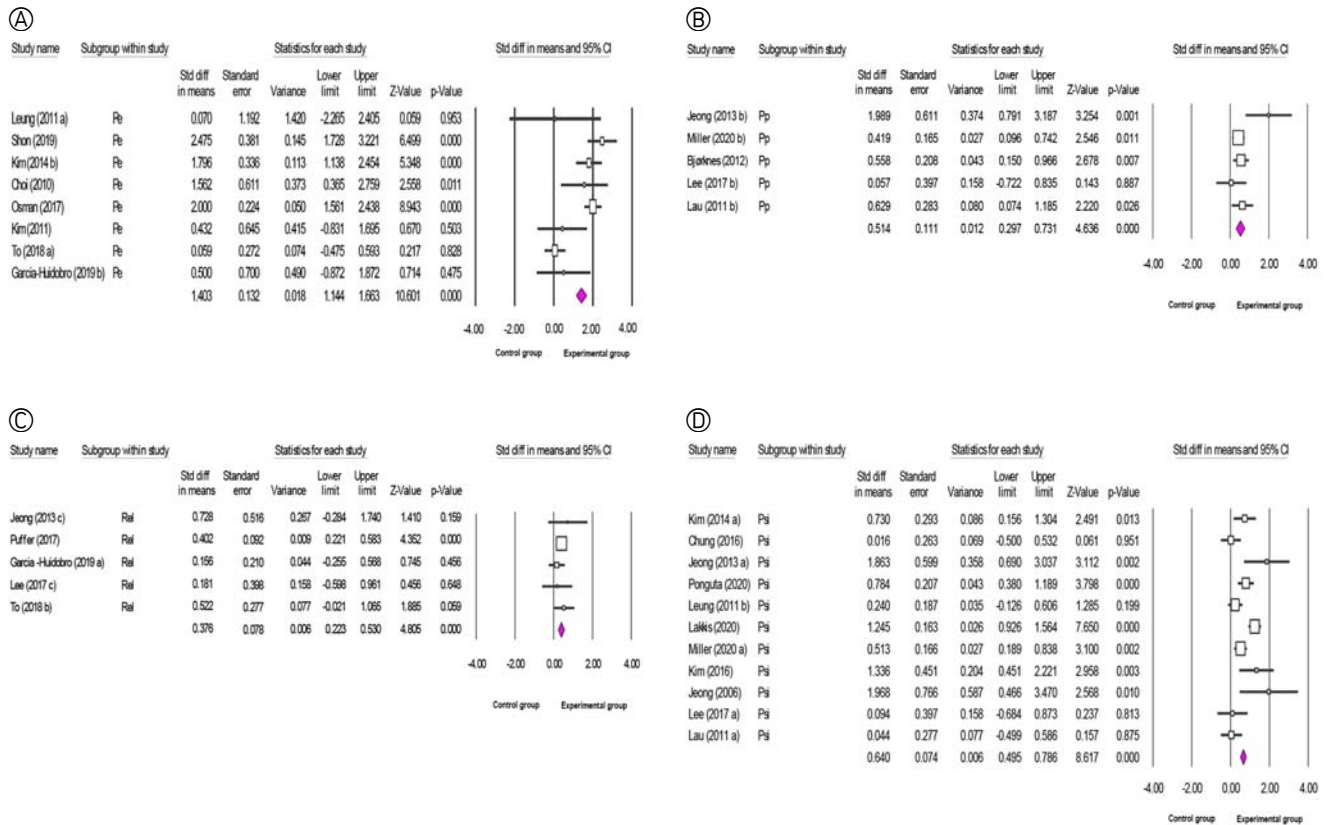 Ⓐ
Study name Subgroup within study Statistics for each study Std diff in means and 95% CI
Std diff in means Standard error Variance Lower limit Upper limit Z-Value p-Value
Leung (2011 a) Pe 0.070 1.192 1.420 -2.265 2.405 0.059 0.953
Shon (2019) Pe 2.475 0.381 0.145 1.728 3.221 6.499 0.000
Kim (2014 b) Pe 1.796 0.336 0.113 1.138 2.454 5.348 0.000
Choi (2010) Pe 1.562 0.611 0.373 0.365 2.759 2.558 0.011
Osman (2017) Pe 2.000 0.224 0.050 1.561 2.438 8.943 0.000
Kim (2011) Pe 0.432 0.645 0.415 -0.831 1.695 0.670 0.503
To (2018 a) Pe 0.059 0.272 0.074 -0.475 0.593 0.217 0.828
Garcia-Huidobro (2019 b) Pe 0.500 0.700 0.490 -0.872 1.872 0.714 0.475
1.403 0.132 0.018 1.144 1.663 10.601 0.000
-4.00 -2.00 0.00 2.00 4.00
Control group Experimental group
Ⓑ
Study name Subgroup within study Statistics for each study Std diff in means and 95% CI
Std diff in means Standard error Variance Lower limit Upper limit Z-Value p-Value
Jeong (2013 b) Pp 1.989 0.611 0.374 0.791 3.187 3.254 0.001
Miller (2020 b) Pp 0.419 0.165 0.027 0.096 0.742 2.546 0.011
Bjørknes (2012) Pp 0.558 0.208 0.043 0.150 0.966 2.678 0.007
Lee (2017 b) Pp 0.057 0.397 0.158 -0.722 0.835 0.143 0.887
Lau (2011 b) Pp 0.629 0.283 0.080 0.074 1.185 2.220 0.026
0.514 0.111 0.012 0.297 0.731 4.636 0.000
-4.00 -2.00 0.00 2.00 4.00
Control group Experimental group
Ⓒ
Study name Subgroup within study Statistics for each study Std diff in means and 95% CI
Std diff in means Standard error Variance Lower limit Upper limit Z-Value p-Value
Jeong (2013 c) Rel 0.728 0.516 0.267 -0.284 1.740 1.410 0.159
Puffer (2017) Rel 0.402 0.092 0.009 0.221 0.583 4.352 0.000
Garcia -Huidobro (2019 a) Rel 0.156 0.210 0.044 -0.255 0.568 0.745 0.456
Lee (2017 c) Rel 0.181 0.398 0.158 -0.598 0.961 0.456 0.648
To (2018 b) Rel 0.522 0.277 0.077 -0.021 1.065 1.885 0.059
0.376 0.078 0.006 0.223 0.530 4.805 0.000
-4.00 -2.00 0.00 2.00 4.00
Control group Experimental group
Ⓓ
Study name Subgroup within study Statistics for each study Std diff in means and 95% CI
Std diff in means Standard error Variance Lower limit Upper limit Z-Value p-Value
Kim (2014 a) Psi 0.730 0.293 0.086 0.156 1.304 2.491 0.013
Chung (2016) Psi 0.016 0.263 0.069 -0.500 0.532 0.061 0.951
Jeong (2013 a) Psi 1.863 0.599 0.358 0.690 3.037 3.112 0.002
Ponguta (2020) Psi 0.784 0.207 0.043 0.380 1.189 3.798 0.000
Leung (2011 b) Psi 0.240 0.187 0.035 -0.126 0.606 1.285 0.199
Lakkis (2020) Psi 1.245 0.163 0.026 0.926 1.564 7.650 0.000
Miller (2020 a) Psi 0.513 0.166 0.027 0.189 0.838 3.100 0.002
Kim (2016) Psi 1.336 0.451 0.204 0.451 2.221 2.958 0.003
Jeong (2006) Psi 1.968 0.766 0.587 0.466 3.470 2.568 0.010
Lee (2017 a) Psi 0.094 0.397 0.158 -0.684 0.873 0.237 0.813
Lau (2011 a) Psi 0.044 0.277 0.077 -0.499 0.586 0.157 0.875
0.640 0.074 0.006 0.495 0.786 8.617 0.000
-4.00 -2.00 0.00 2.00 4.00
Control group Experimental group